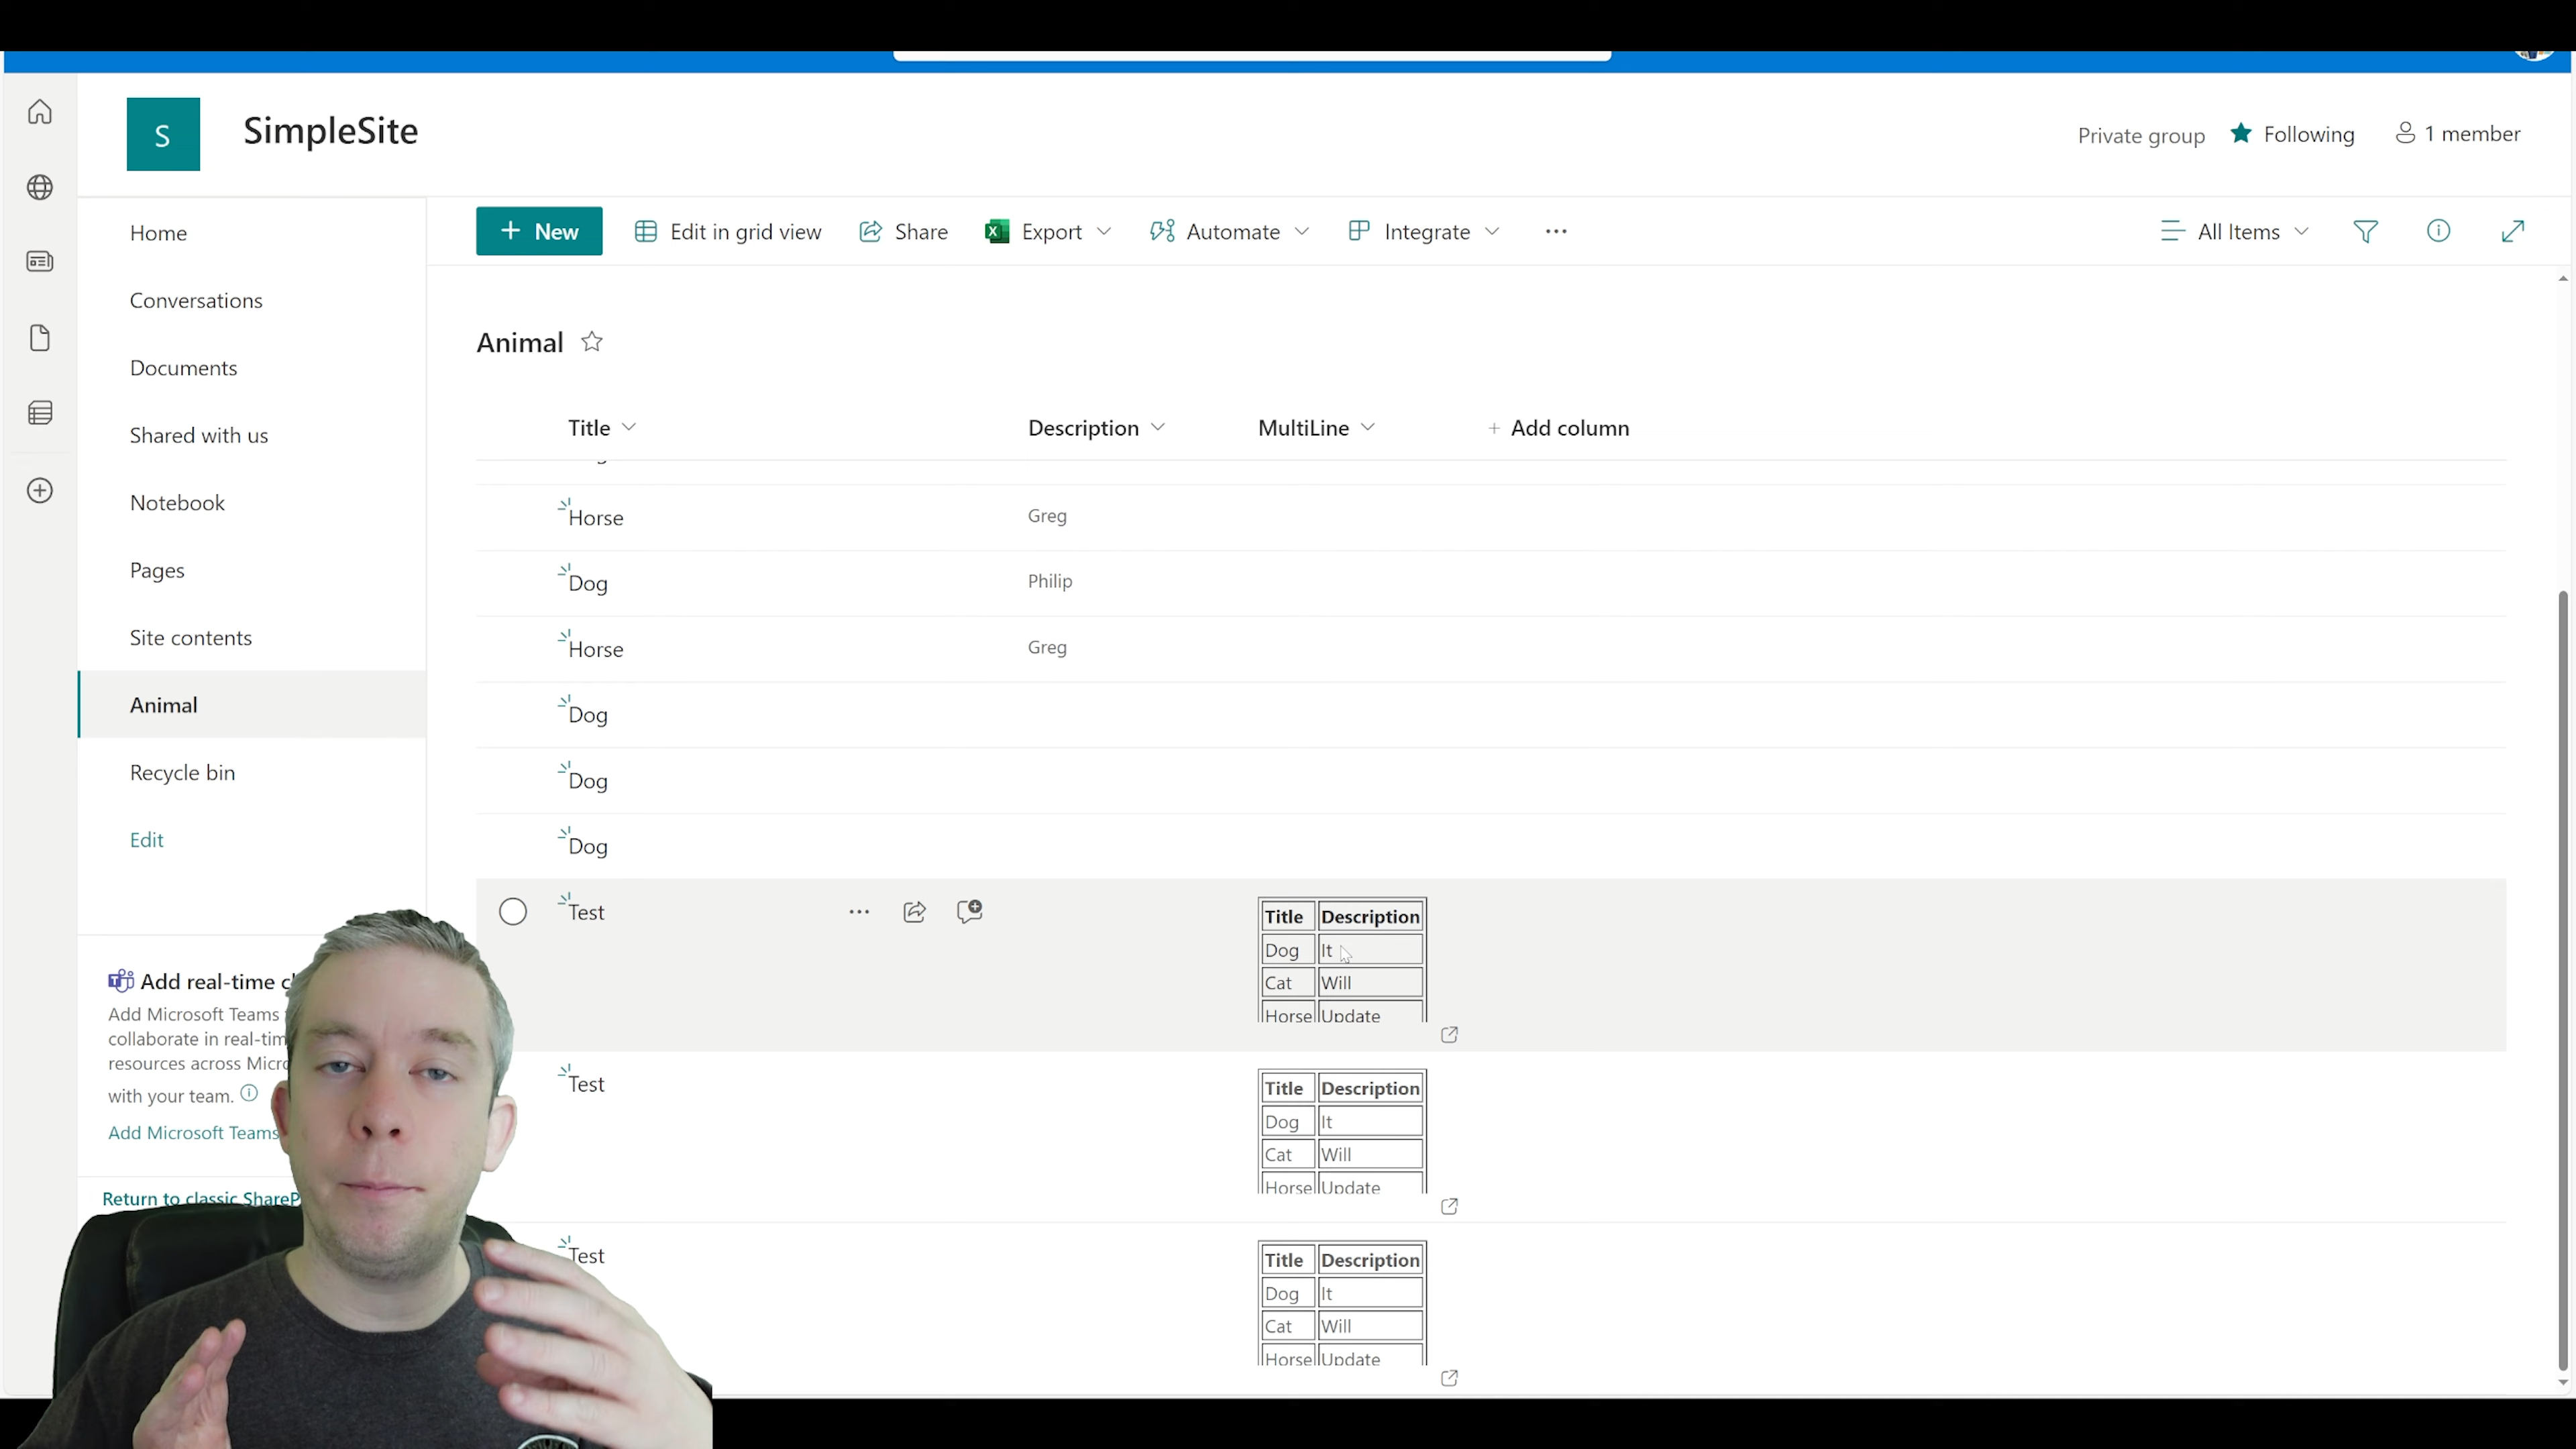 S
SimpleSite
Private group
Following
1 member
Home
Conversations
Documents
Shared with us
Notebook
Pages
Site contents
Animal
Recycle bin
Edit
+ New
Edit in grid view
Share
Export
Automate
Integrate
...
All Items
Animal
Title
Description
MultiLine
+ Add column
Horse
Greg
Dog
Philip
Horse
Greg
Dog
Dog
Dog
Test
...
Title Description
Dog It
Cat Will
Horse Update
Test
Title Description
Dog It
Cat Will
Horse Update
Test
Title Description
Dog It
Cat Will
Horse Update
Add real-time
Add Microsoft Teams
collaborate in
resources across
with your team.
Add Microsoft Teams
Return to classic